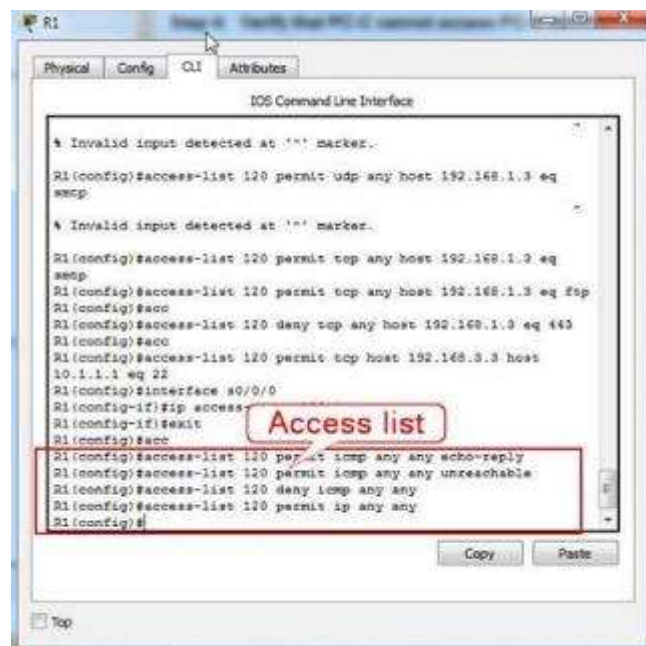 R1
Physical Config CLI Attributes
IOS Command Line Interface
^
% Invalid input detected at '^' marker.
R1(config)#access-list 120 permit udp any host 192.168.1.3 eq
smtp
^
% Invalid input detected at '^' marker.
R1(config)#access-list 120 permit tcp any host 192.168.1.3 eq
smtp
R1(config)#access-list 120 permit tcp any host 192.168.1.3 eq ftp
R1(config)#acc
R1(config)#access-list 120 deny tcp any host 192.168.1.3 eq 443
R1(config)#acc
R1(config)#access-list 120 permit tcp host 192.168.3.3 host
10.1.1.1 eq 22
R1(config)#interface s0/0/0
R1(config-if)#ip access-
R1(config-if)#exit
Access list
R1(config)#acc
R1(config)#access-list 120 permit icmp any any echo-reply
R1(config)#access-list 120 permit icmp any any unreachable
R1(config)#access-list 120 deny icmp any any
R1(config)#access-list 120 permit ip any any
R1(config)#
Copy Paste
Top